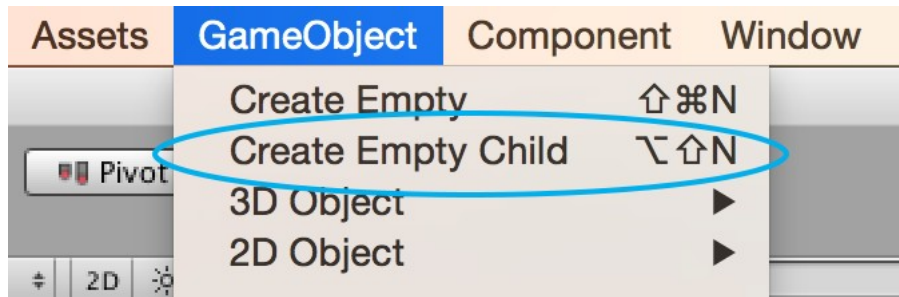 Assets GameObject Component Window
Create Empty ⇧⌘N
Create Empty Child ⌥⇧N
Pivot
3D Object ▶
2D Object ▶
2D